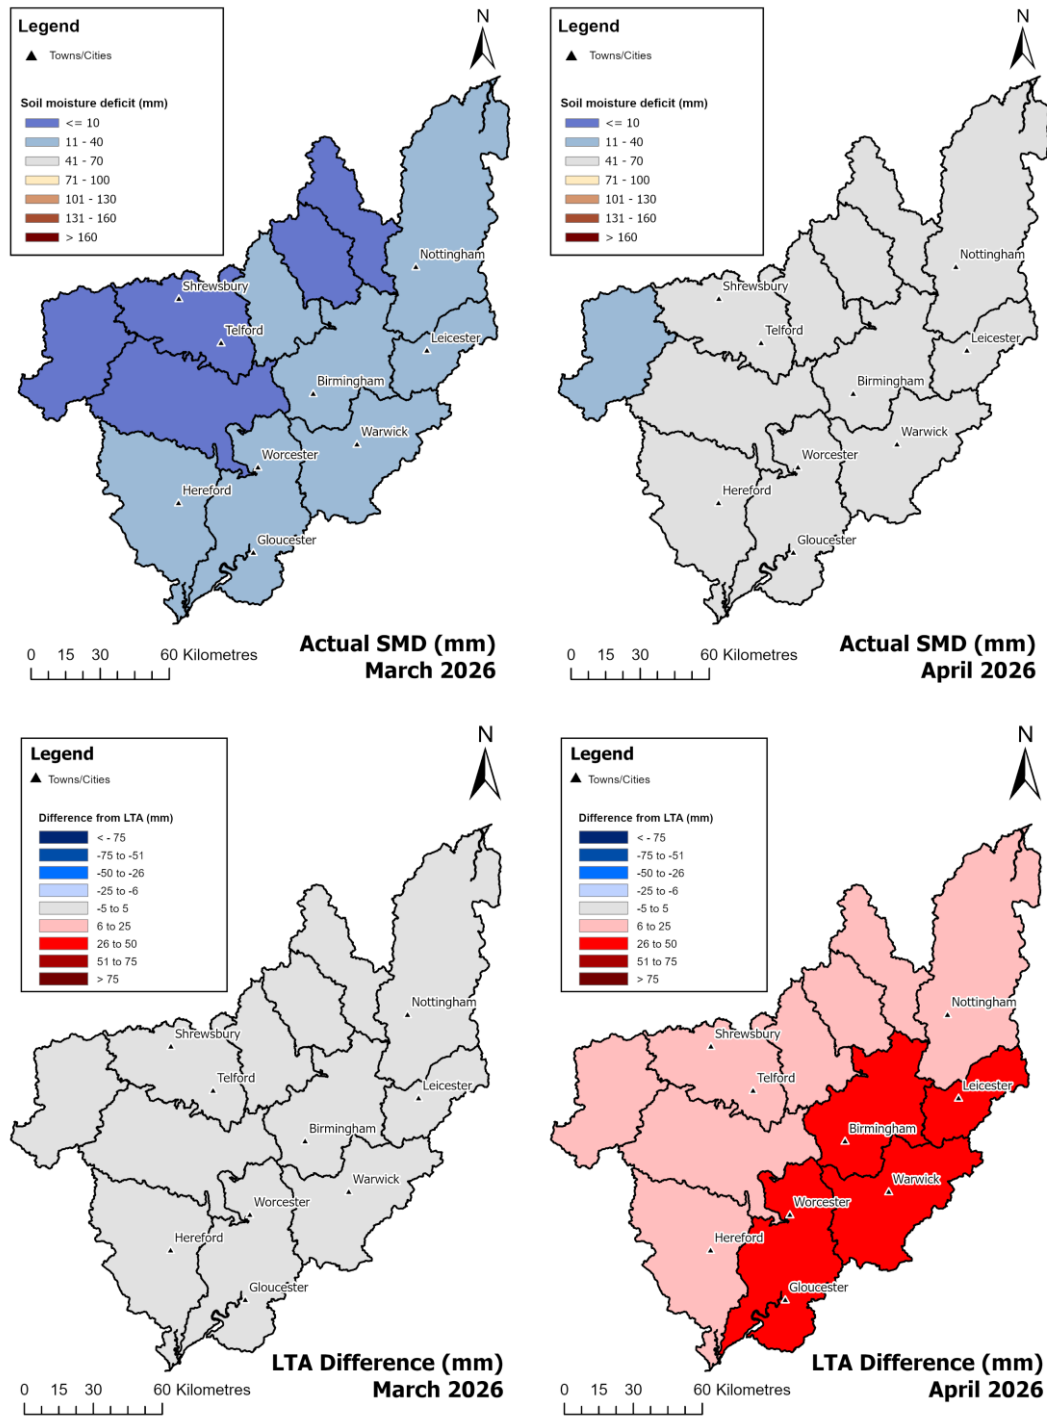 Legend
Towns/Cities
Soil moisture deficit (mm)
<= 10
11 - 40
41 - 70
71 - 100
101 - 130
131 - 160
> 160
N
Nottingham
Shrewsbury
Telford
Leicester
Birmingham
Warwick
Worcester
Hereford
Gloucester
0 15 30 60 Kilometres
Actual SMD (mm)
March 2026
Legend
Towns/Cities
Soil moisture deficit (mm)
<= 10
11 - 40
41 - 70
71 - 100
101 - 130
131 - 160
> 160
N
Nottingham
Shrewsbury
Telford
Leicester
Birmingham
Warwick
Worcester
Hereford
Gloucester
0 15 30 60 Kilometres
Actual SMD (mm)
April 2026
Legend
Towns/Cities
Difference from LTA (mm)
< - 75
-75 to -51
-50 to -26
-25 to -6
-5 to 5
6 to 25
26 to 50
51 to 75
> 75
N
Nottingham
Shrewsbury
Telford
Leicester
Birmingham
Warwick
Worcester
Hereford
Gloucester
LTA Difference (mm)
March 2026
0 15 30 60 Kilometres
Legend
Towns/Cities
Difference from LTA (mm)
< - 75
-75 to -51
-50 to -26
-25 to -6
-5 to 5
6 to 25
26 to 50
51 to 75
> 75
N
Nottingham
Shrewsbury
Telford
Leicester
Birmingham
Warwick
Worcester
Hereford
Gloucester
LTA Difference (mm)
April 2026
0 15 30 60 Kilometres